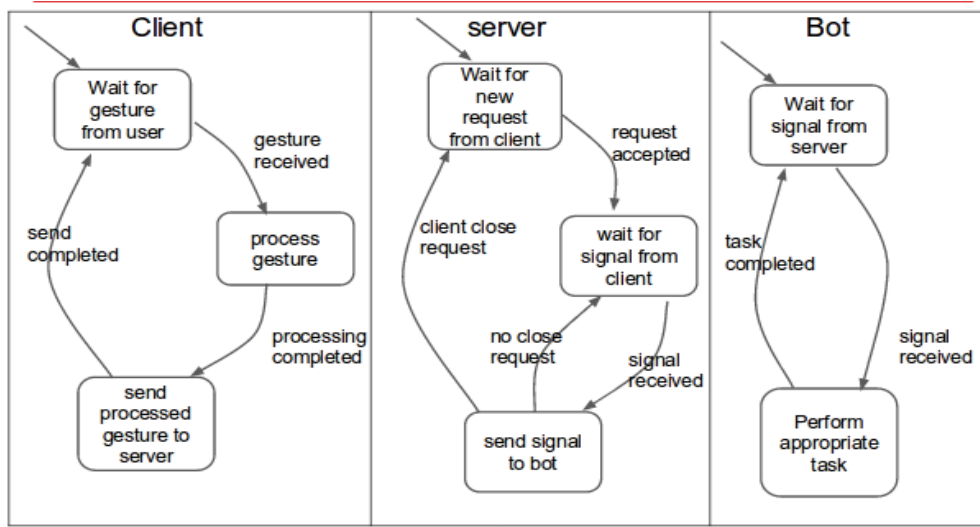 Client
Wait for
gesture
from user
gesture
received
process
gesture
processing
completed
send
processed
gesture to
server
send
completed
server
Wait for
new
request
from client
request
accepted
wait for
signal from
client
signal
received
send signal
to bot
no close
request
client close
request
Bot
Wait for
signal from
server
signal
received
Perform
appropriate
task
task
completed